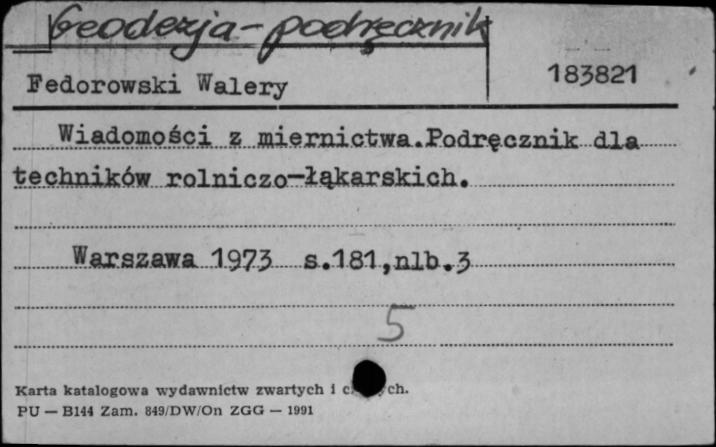 Geodezja - podręcznik
183821
Fedorowski Walery
Wiadomości z miernictwa.Podręcznik dla
techników rolniczo-łąkarskich.
Warszawa 1973 s.181,nlb.3
5
Karta katalogowa wydawnictw zwartych i
PU — B144 Zam. 849/DW/On ZGG — 1991